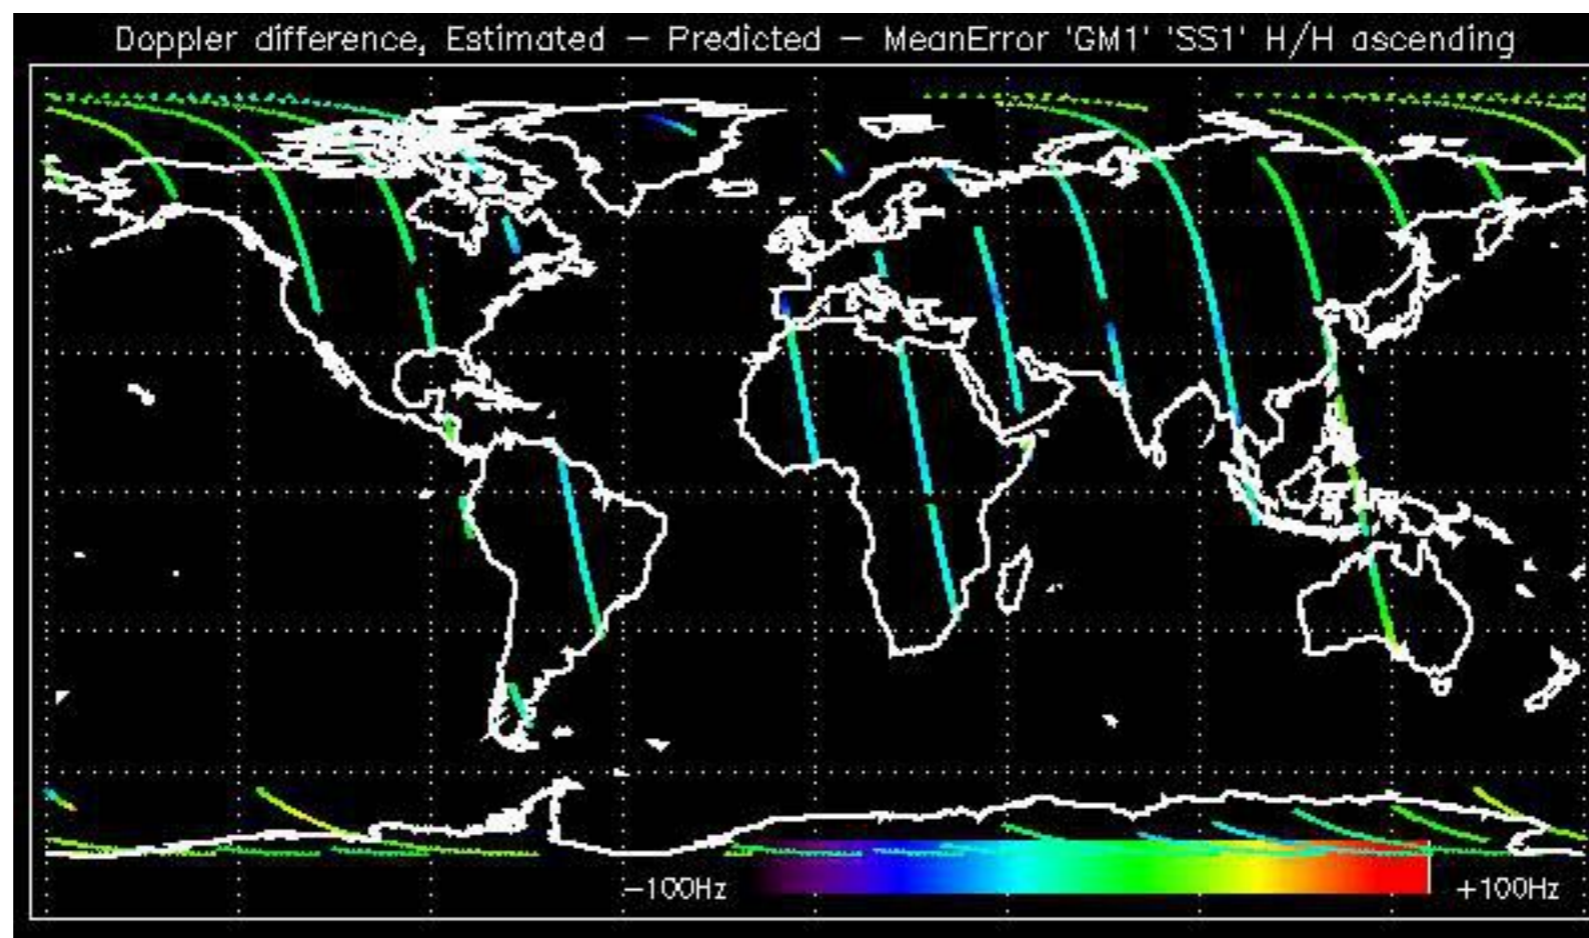 Doppler difference, Estimated – Predicted – MeanError 'GM1' 'SS1' H/H ascending
−100Hz +100Hz